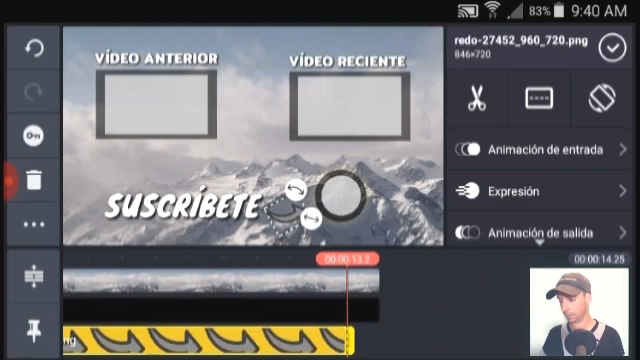 83% 9:40 AM
redo-27452_960_720.png
846×720
VÍDEO ANTERIOR
VÍDEO RECIENTE
Animación de entrada
Expresión
SUSCRÍBETE
Animación de salida
00:00:13.2
00:00:14.25
ng